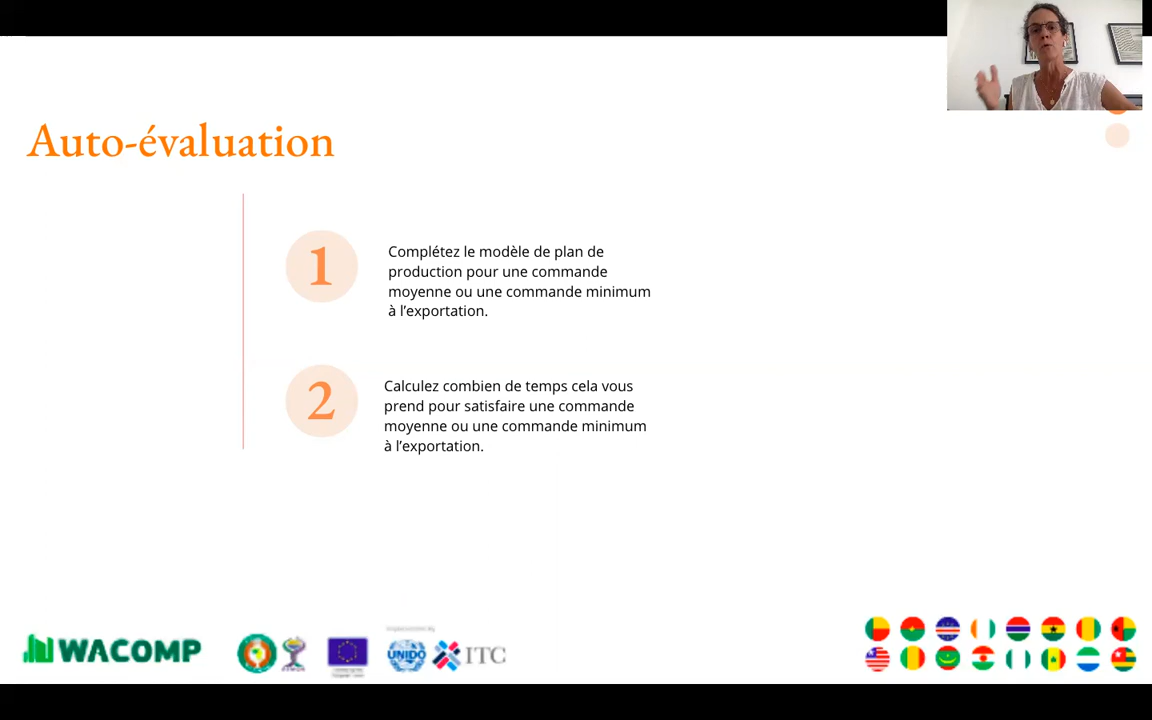 Auto-évaluation
1
Complétez le modèle de plan de
production pour une commande
moyenne ou une commande minimum
à l’exportation.
2
Calculez combien de temps cela vous
prend pour satisfaire une commande
moyenne ou une commande minimum
à l’exportation.
WACOMP
UNIDO
ITC